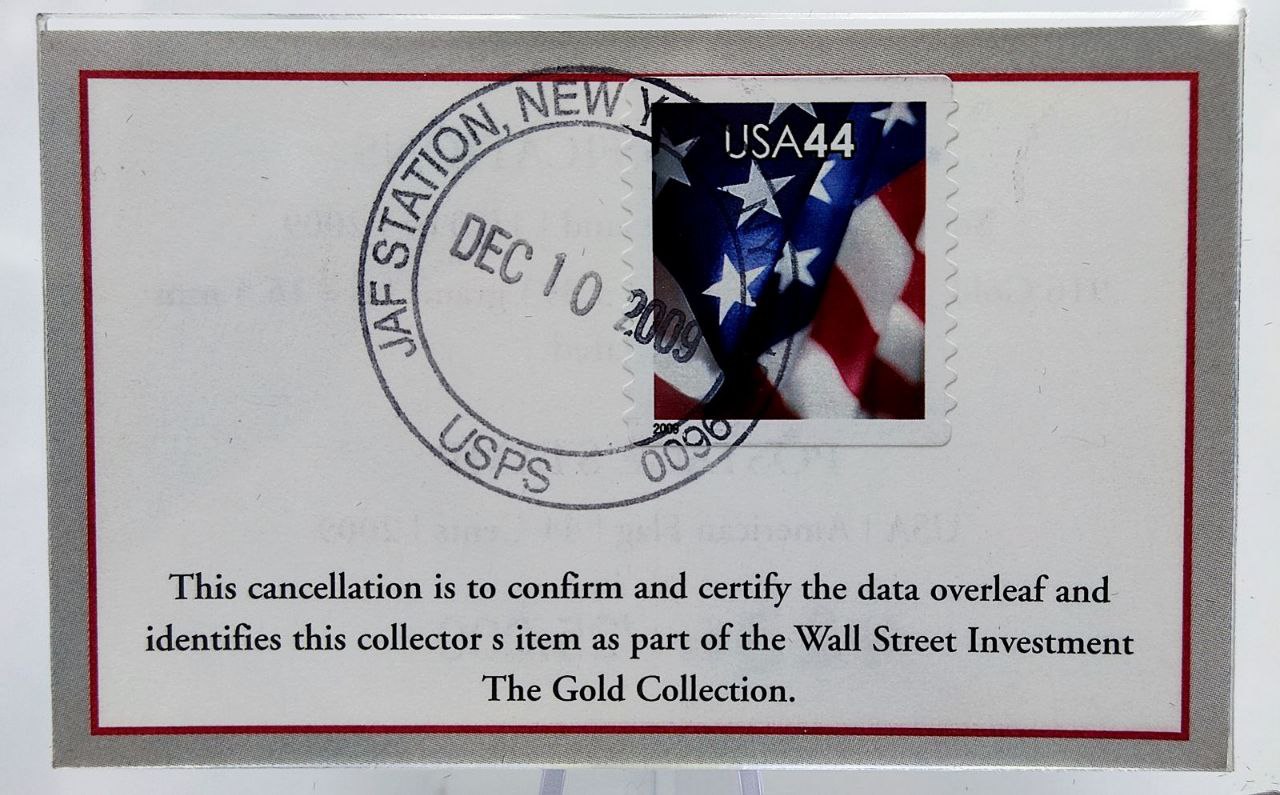 JAF STATION, NEW Y
USA44
DEC 10 2009
2009
USPS
0096
This cancellation is to confirm and certify the data overleaf and
identifies this collector s item as part of the Wall Street Investment
The Gold Collection.